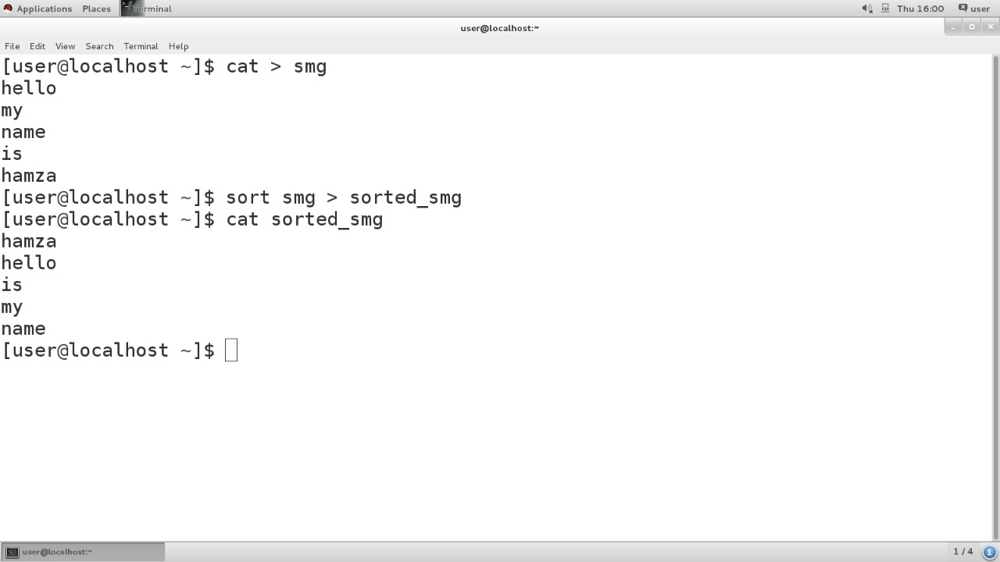 Applications Places Terminal Thu 16:00 user
user@localhost:~
File Edit View Search Terminal Help
[user@localhost ~]$ cat > smg
hello
my
name
is
hamza
[user@localhost ~]$ sort smg > sorted_smg
[user@localhost ~]$ cat sorted_smg
hamza
hello
is
my
name
[user@localhost ~]$
user@localhost:~ 1 / 4 1